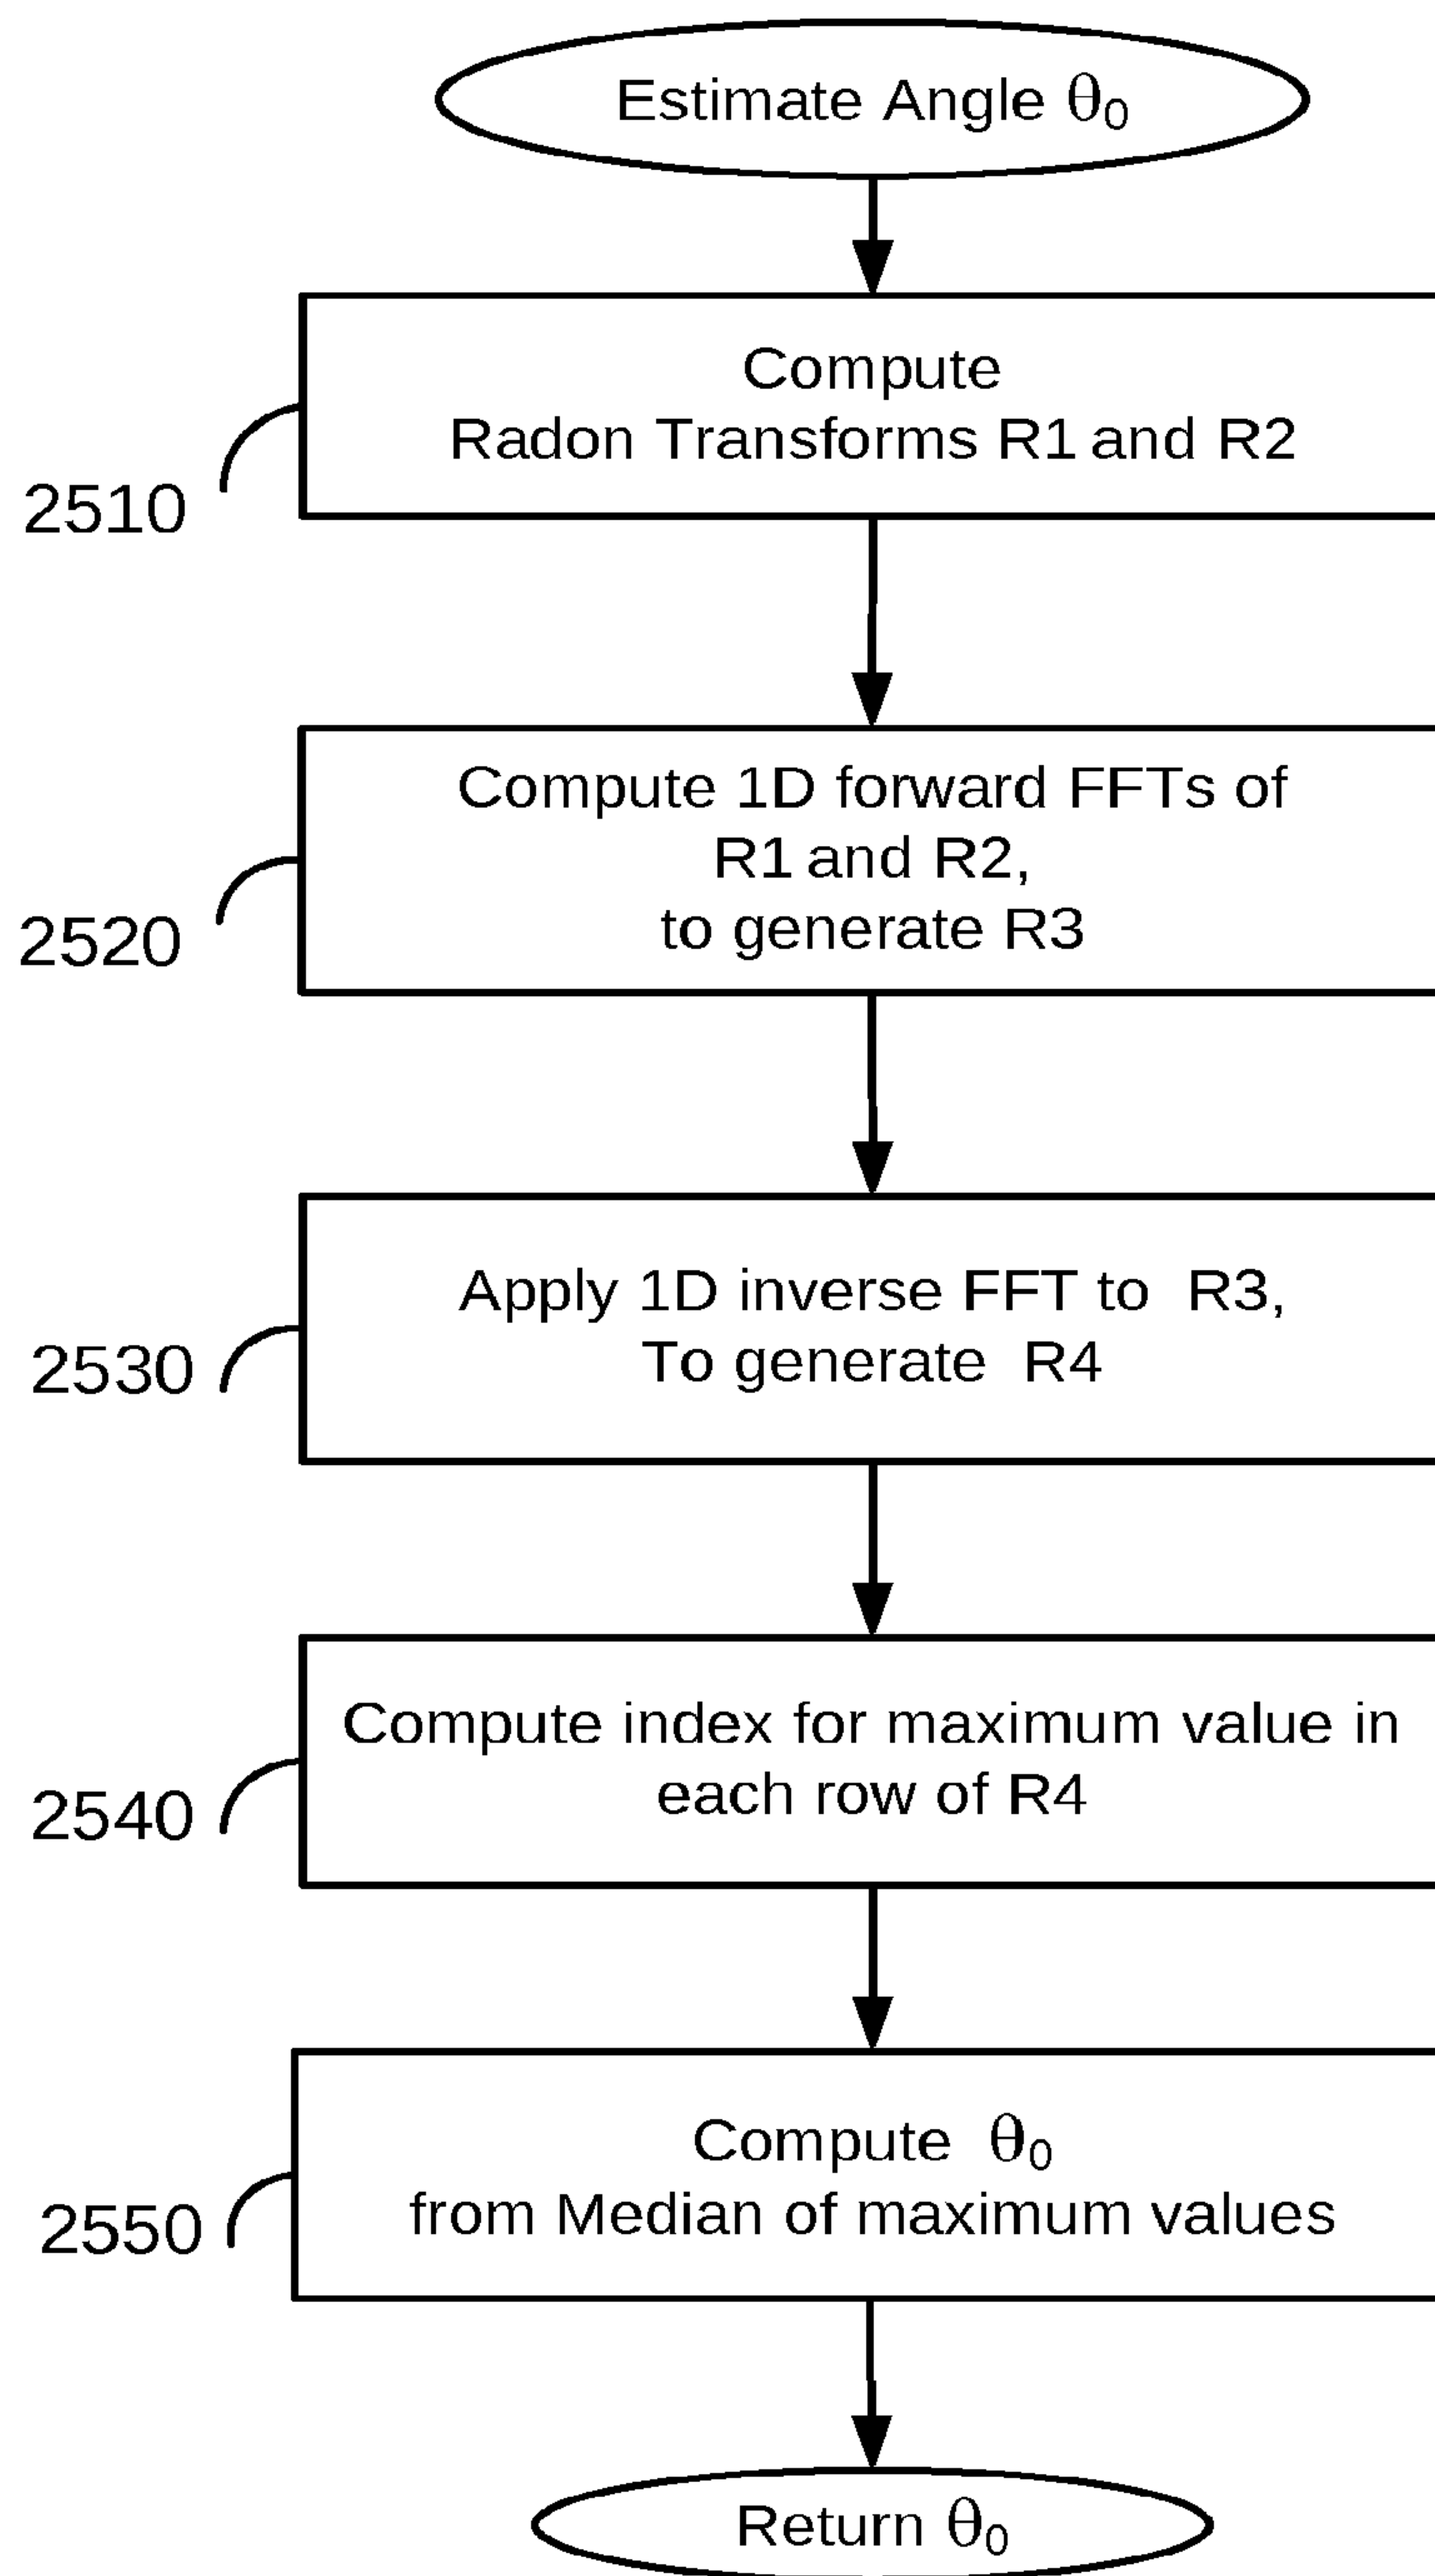 Estimate Angle θ0
Compute
Radon Transforms R1 and R2
2510
Compute 1D forward FFTs of
R1 and R2,
to generate R3
2520
Apply 1D inverse FFT to R3,
To generate R4
2530
Compute index for maximum value in
each row of R4
2540
Compute θ0
from Median of maximum values
2550
Return θ0